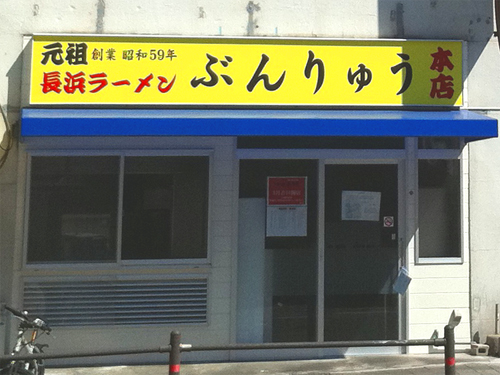 元祖 創業 昭和59年
長浜ラーメン
ぶんりゅう
本店